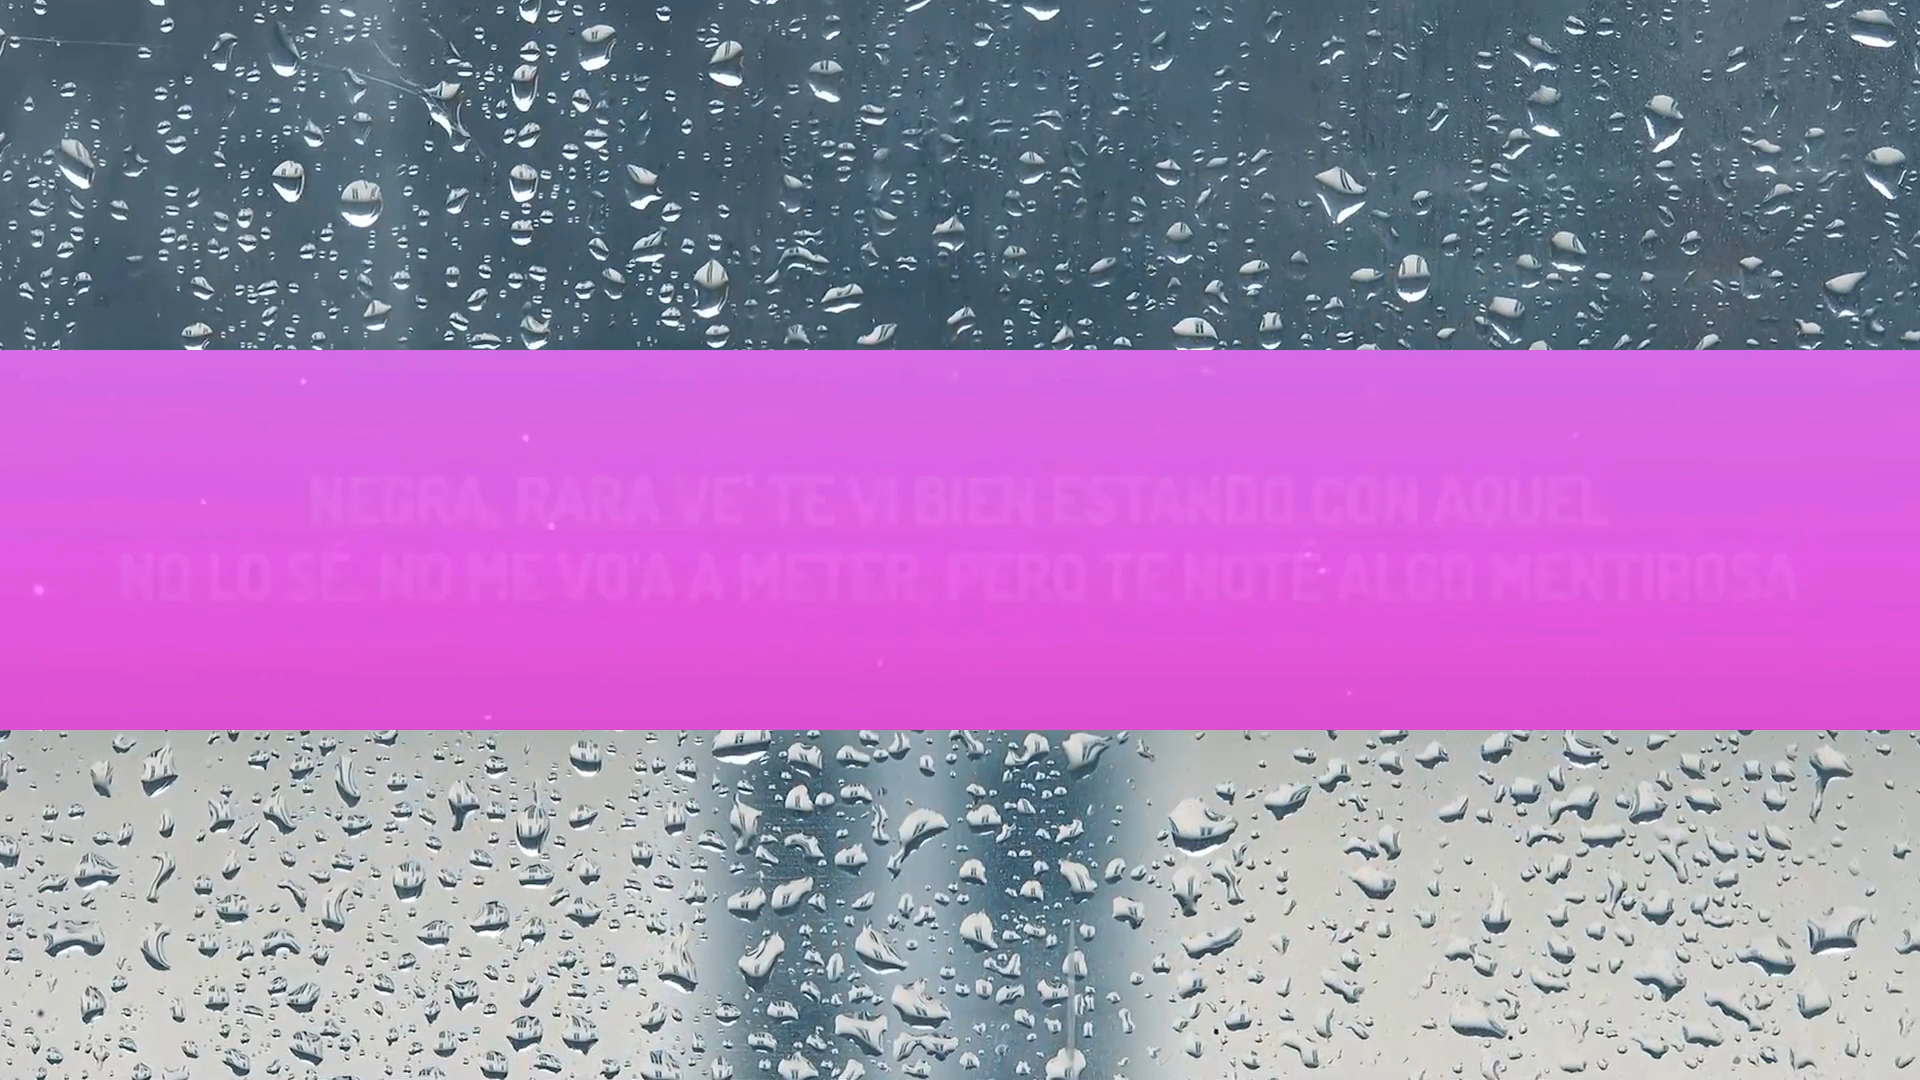 NEGRA, RARA VE' TE VI BIEN ESTANDO CON AQUEL
NO LO SÉ, NO ME VO'A A METER, PERO TE NOTÉ ALGO MENTIROSA